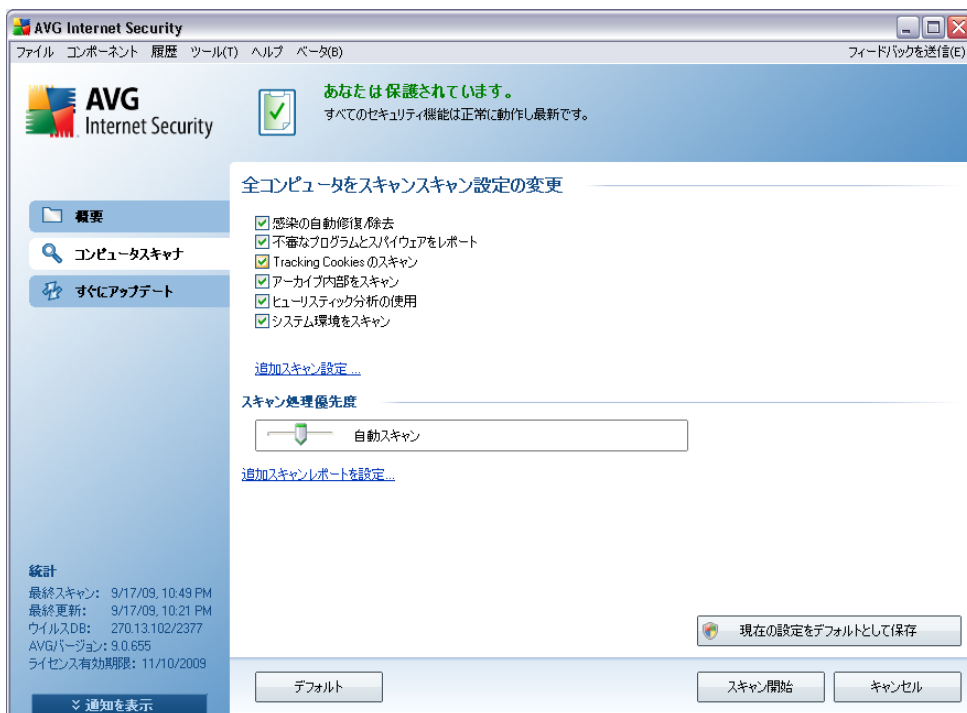 AVG Internet Security
ファイル コンポーネント 履歴 ツール(T) ヘルプ ベータ(B) フィードバックを送信(E)
AVG
Internet Security
あなたは保護されています。
すべてのセキュリティ機能は正常に動作し最新です。
概要
コンピュータスキャナ
すぐにアップデート
全コンピュータをスキャンスキャン設定の変更
感染の自動修復/除去
不審なプログラムとスパイウェアをレポート
Tracking Cookies のスキャン
アーカイブ内部をスキャン
ヒューリスティック分析の使用
システム環境をスキャン
追加スキャン設定 ...
スキャン処理優先度
自動スキャン
追加スキャンレポートを設定...
統計
最終スキャン: 9/17/09, 10:49 PM
最終更新: 9/17/09, 10:21 PM
ウイルスDB: 270.13.102/2377
AVGバージョン: 9.0.655
ライセンス有効期限: 11/10/2009
通知を表示
現在の設定をデフォルトとして保存
デフォルト
スキャン開始
キャンセル